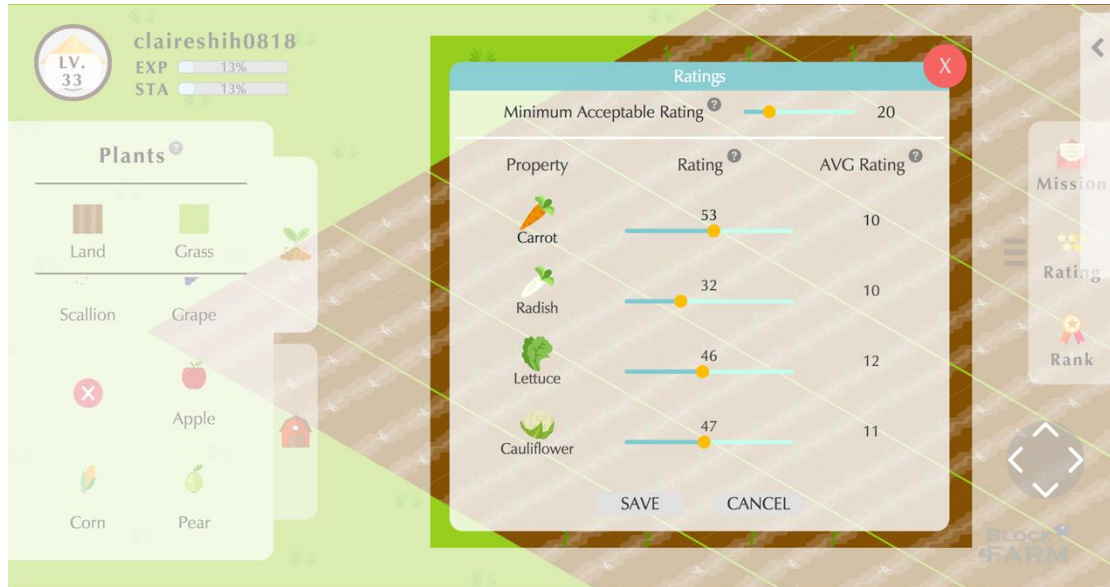 LV.
33
claireshih0818
EXP 13%
STA 13%
Plants ?
Land Grass
Scallion Grape
X
Apple
Corn Pear
Ratings
X
Minimum Acceptable Rating ? 20
Property Rating ? AVG Rating ?
Carrot 53 10
Radish 32 10
Lettuce 46 12
Cauliflower 47 11
SAVE CANCEL
Mission
Rating
Rank
BLOCK
FARM